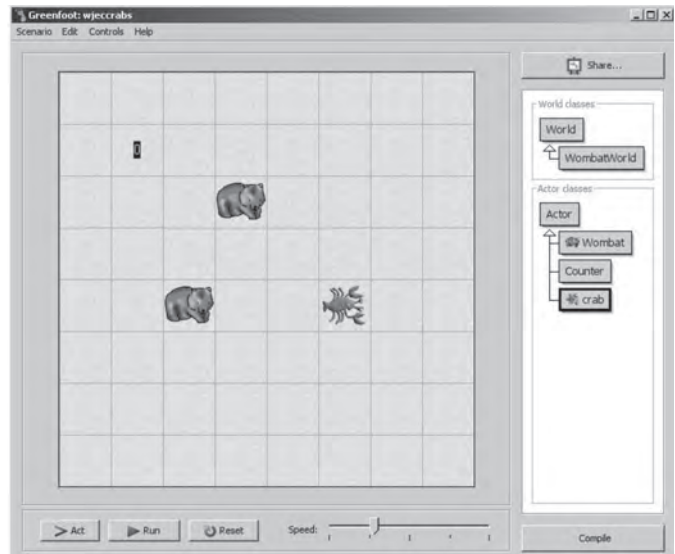 Greenfoot: wjeccrabs
Scenario Edit Controls Help
Share...
World classes
World
WombatWorld
0
Actor classes
Actor
Wombat
Counter
crab
Act Run Reset Speed:
Compile